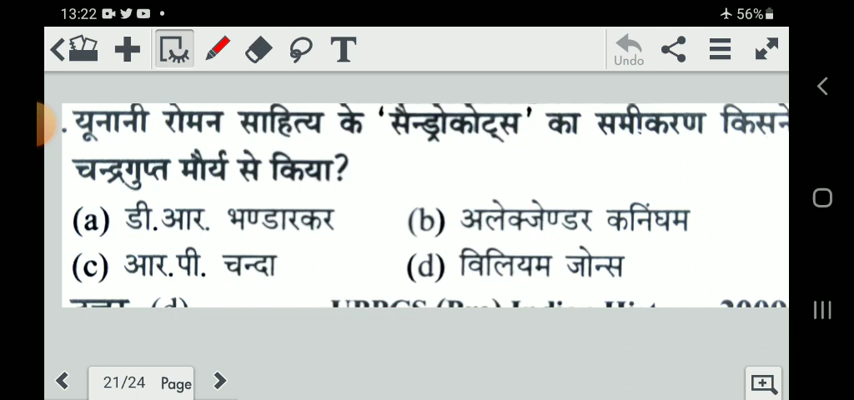 13:22
56%
T
Undo
. यूनानी रोमन साहित्य के 'सैन्ड्रोकोट्स' का समीकरण किसने
चन्द्रगुप्त मौर्य से किया?
(a) डी.आर. भण्डारकर (b) अलेक्जेण्डर कनिंघम
(c) आर.पी. चन्दा (d) विलियम जोन्स
21/24 Page